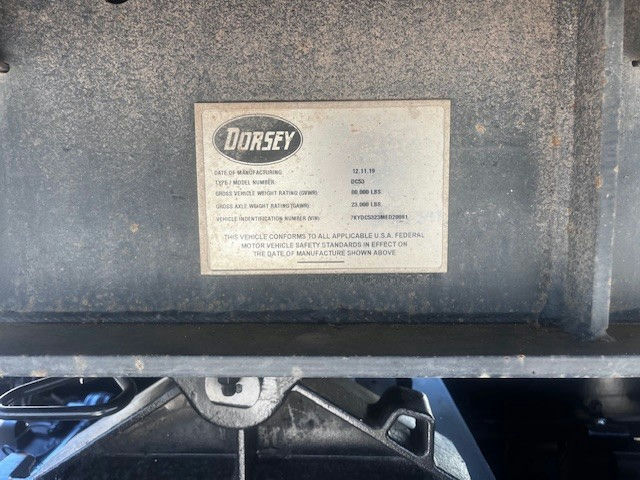 DORSEY
DATE OF MANUFACTURING 12.11.19
TYPE / MODEL NUMBER DC53
GROSS VEHICLE WEIGHT RATING (GVWR) 80,000 LBS
GROSS AXLE WEIGHT RATING (GAWR) 23,000 LBS
VEHICLE INDENTIFICATION NUMBER (VIN)
THIS VEHICLE CONFORMS TO ALL APPLICABLE U.S.A. FEDERAL
MOTOR VEHICLE SAFETY STANDARDS IN EFFECT ON
THE DATE OF MANUFACTURE SHOWN ABOVE